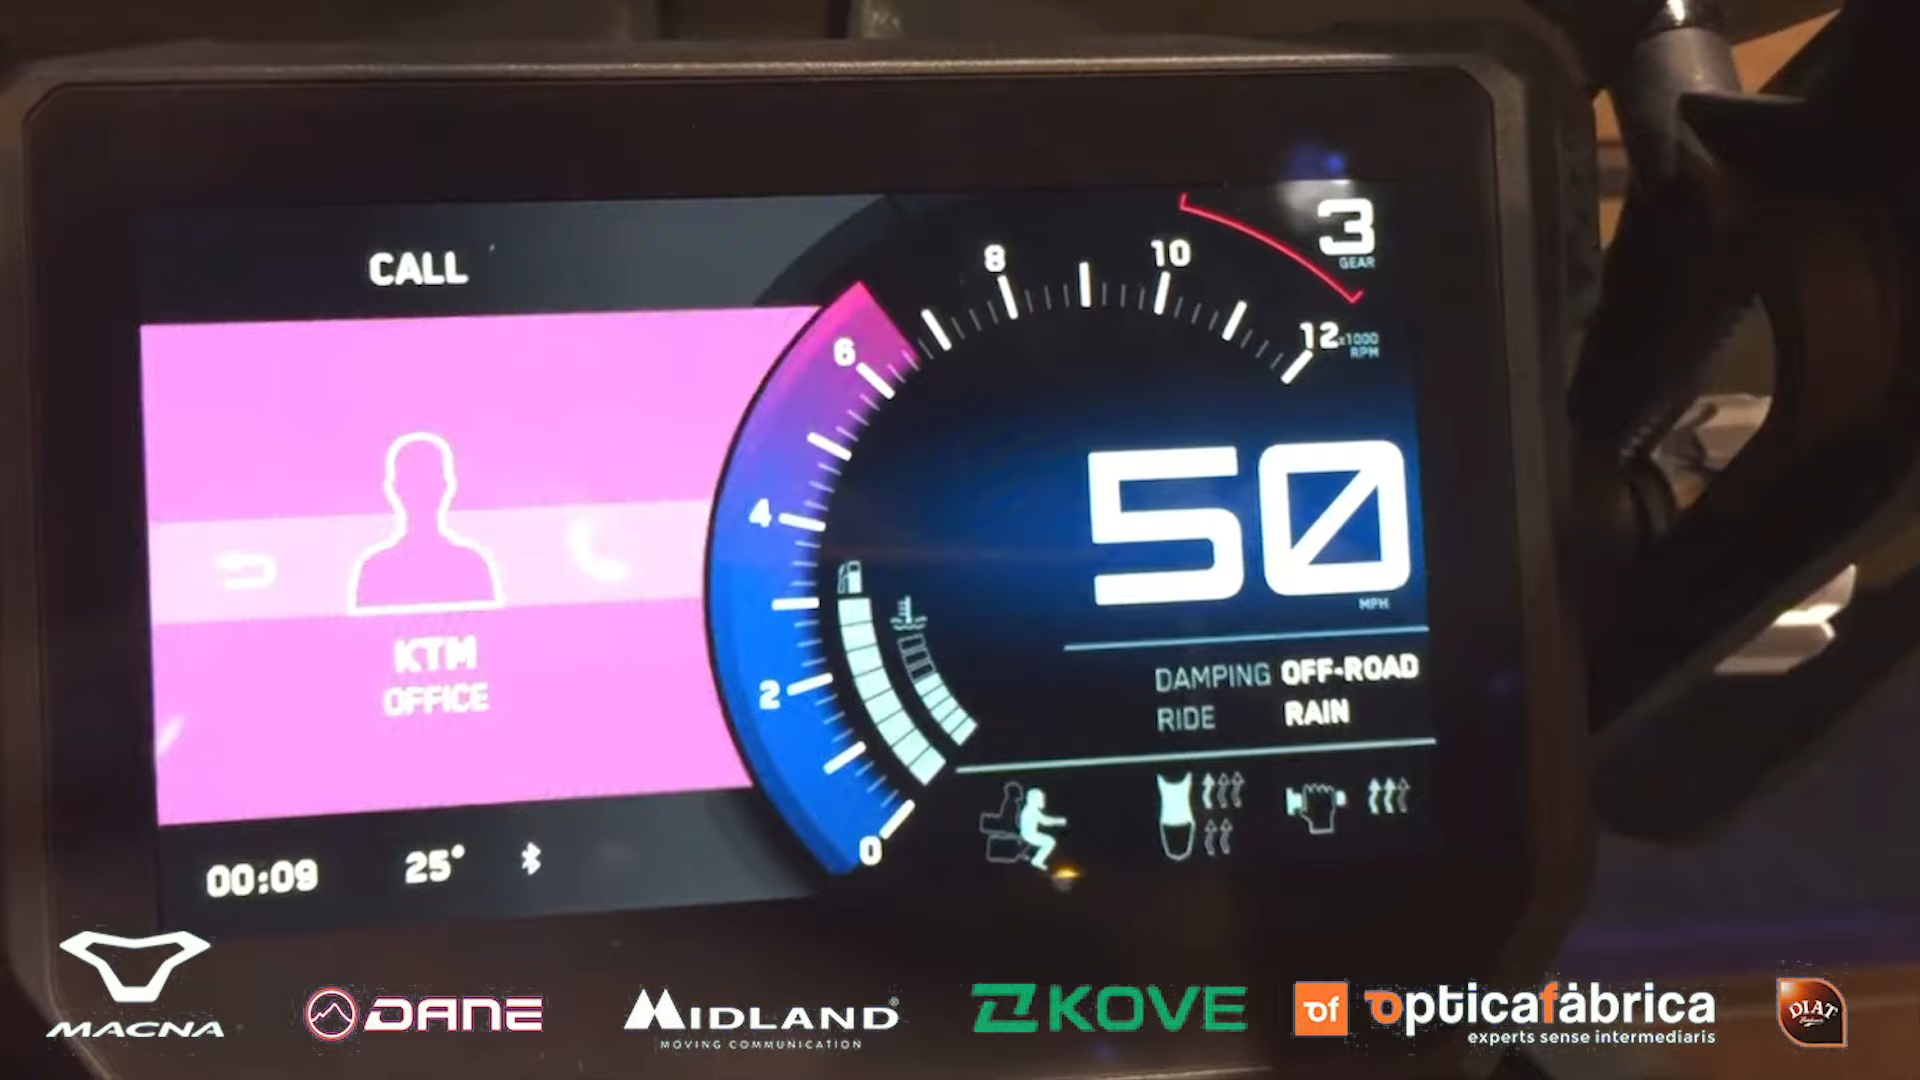 CALL
KTM
OFFICE
00:09
25°
0
2
4
6
8
10
12
x1000
RPM
3
GEAR
50
MPH
DAMPING OFF-ROAD
RIDE RAIN
MACNA
DANE
MIDLAND®
MOVING COMMUNICATION
KOVE
of opticafàbrica
experts sense intermediaris
DIAT